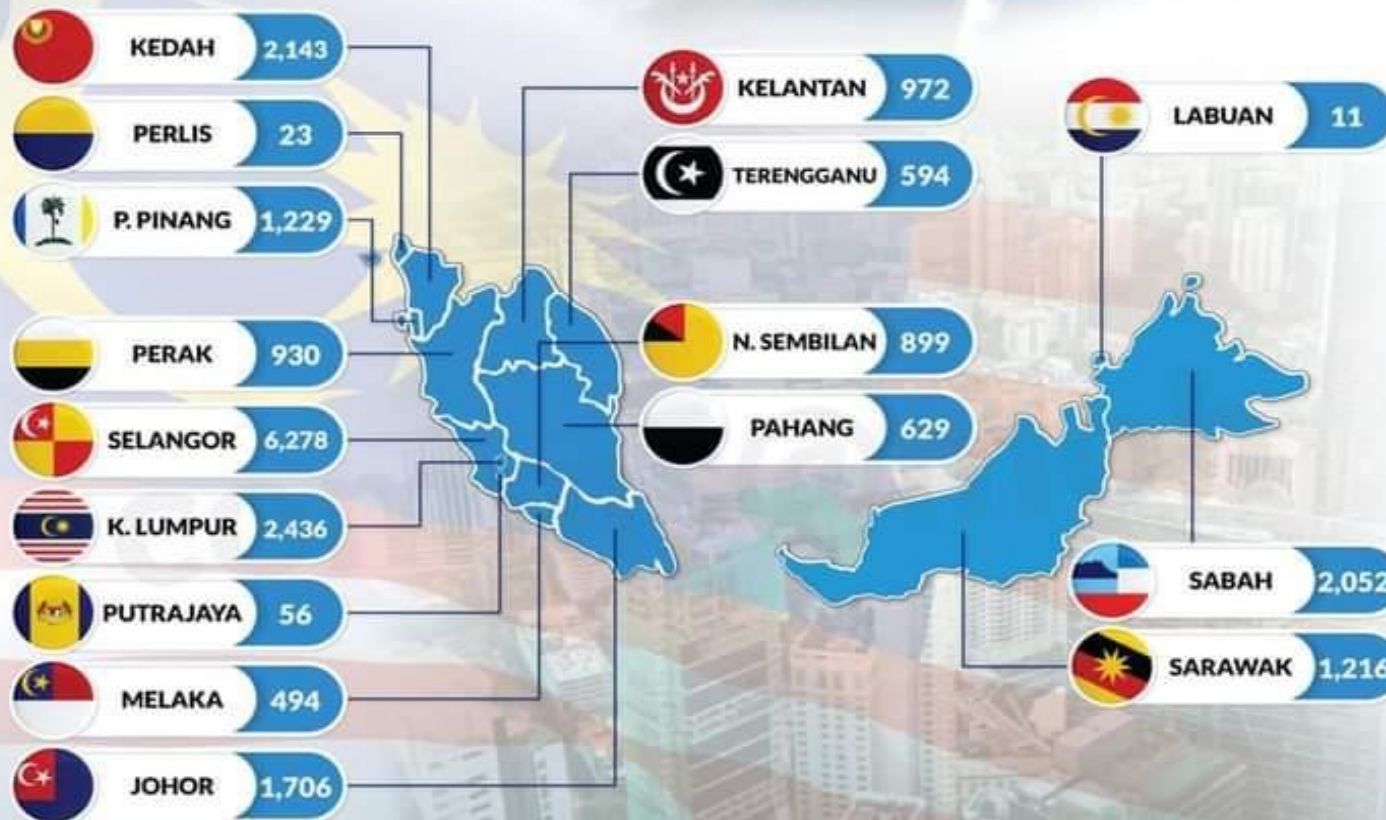 KEDAH 2,143
PERLIS 23
P. PINANG 1,229
PERAK 930
SELANGOR 6,278
K. LUMPUR 2,436
PUTRAJAYA 56
MELAKA 494
JOHOR 1,706
KELANTAN 972
TERENGGANU 594
N. SEMBILAN 899
PAHANG 629
LABUAN 11
SABAH 2,052
SARAWAK 1,216